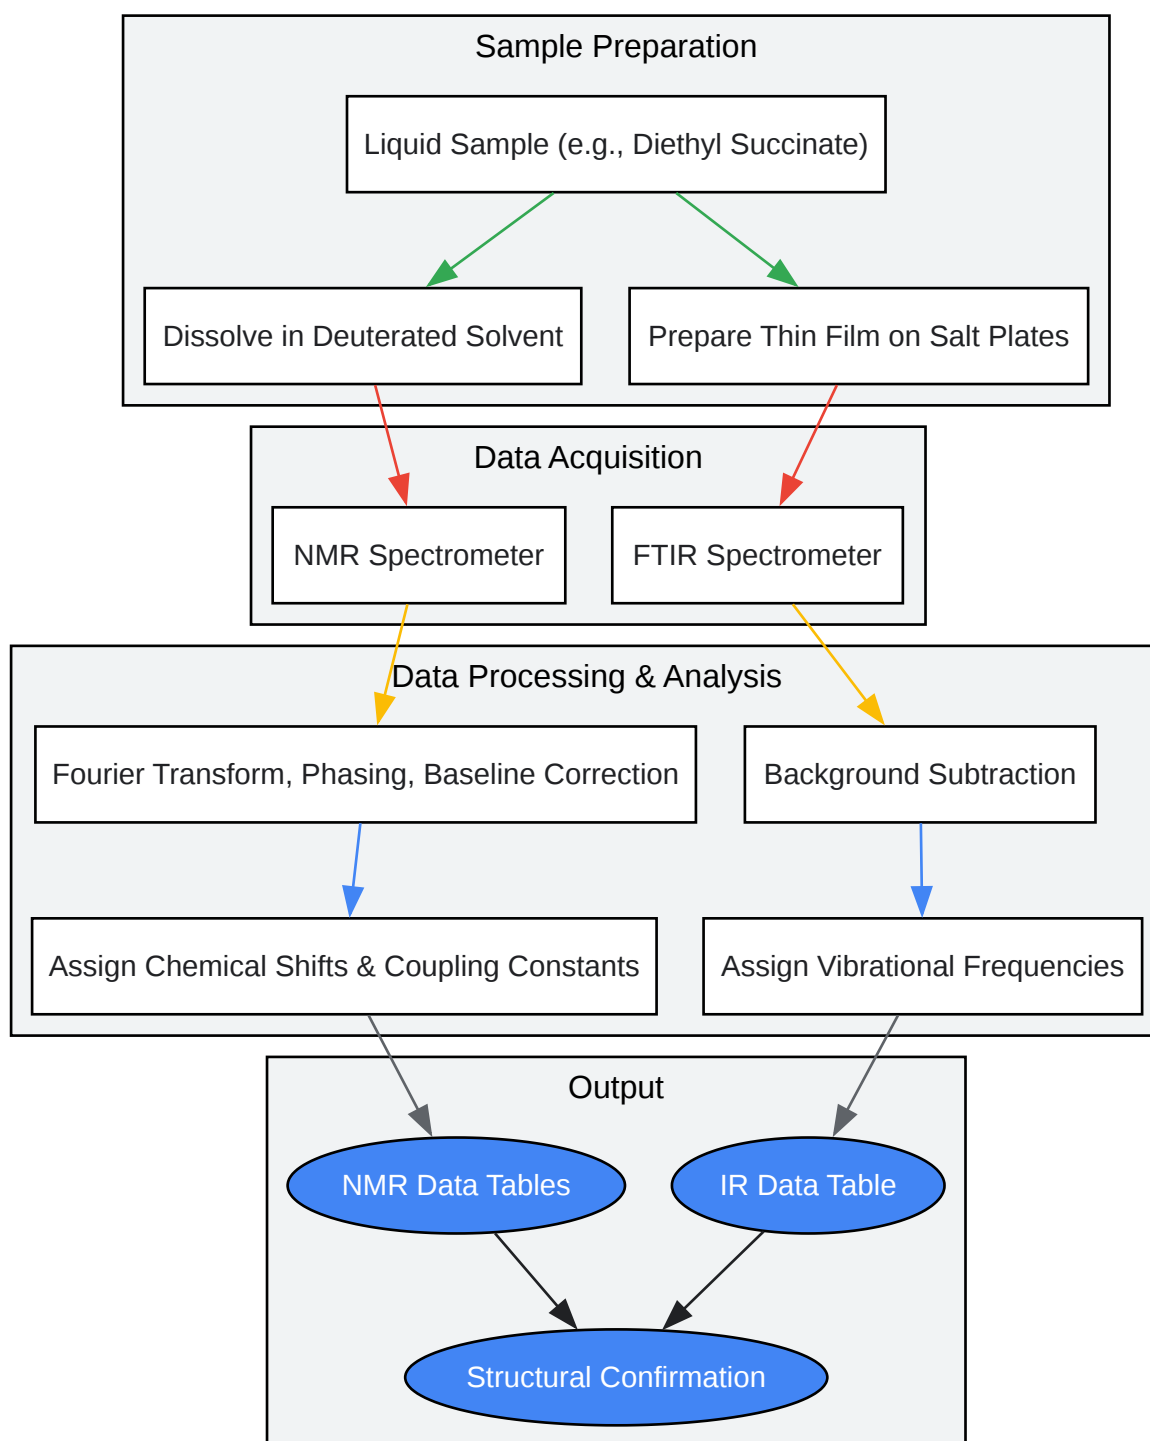 Sample Preparation
Liquid Sample (e.g., Diethyl Succinate)
Dissolve in Deuterated Solvent
Prepare Thin Film on Salt Plates
Data Acquisition
NMR Spectrometer
FTIR Spectrometer
Data Processing & Analysis
Fourier Transform, Phasing, Baseline Correction
Background Subtraction
Assign Chemical Shifts & Coupling Constants
Assign Vibrational Frequencies
Output
NMR Data Tables
IR Data Table
Structural Confirmation